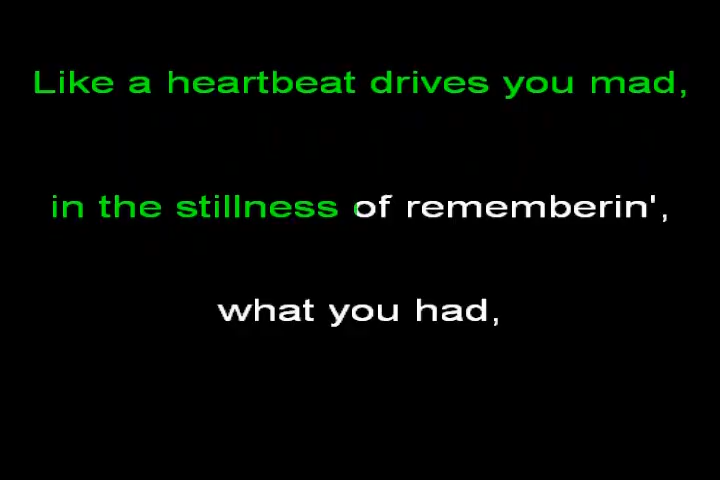 Like a heartbeat drives you mad,
in the stillness of rememberin',
what you had,